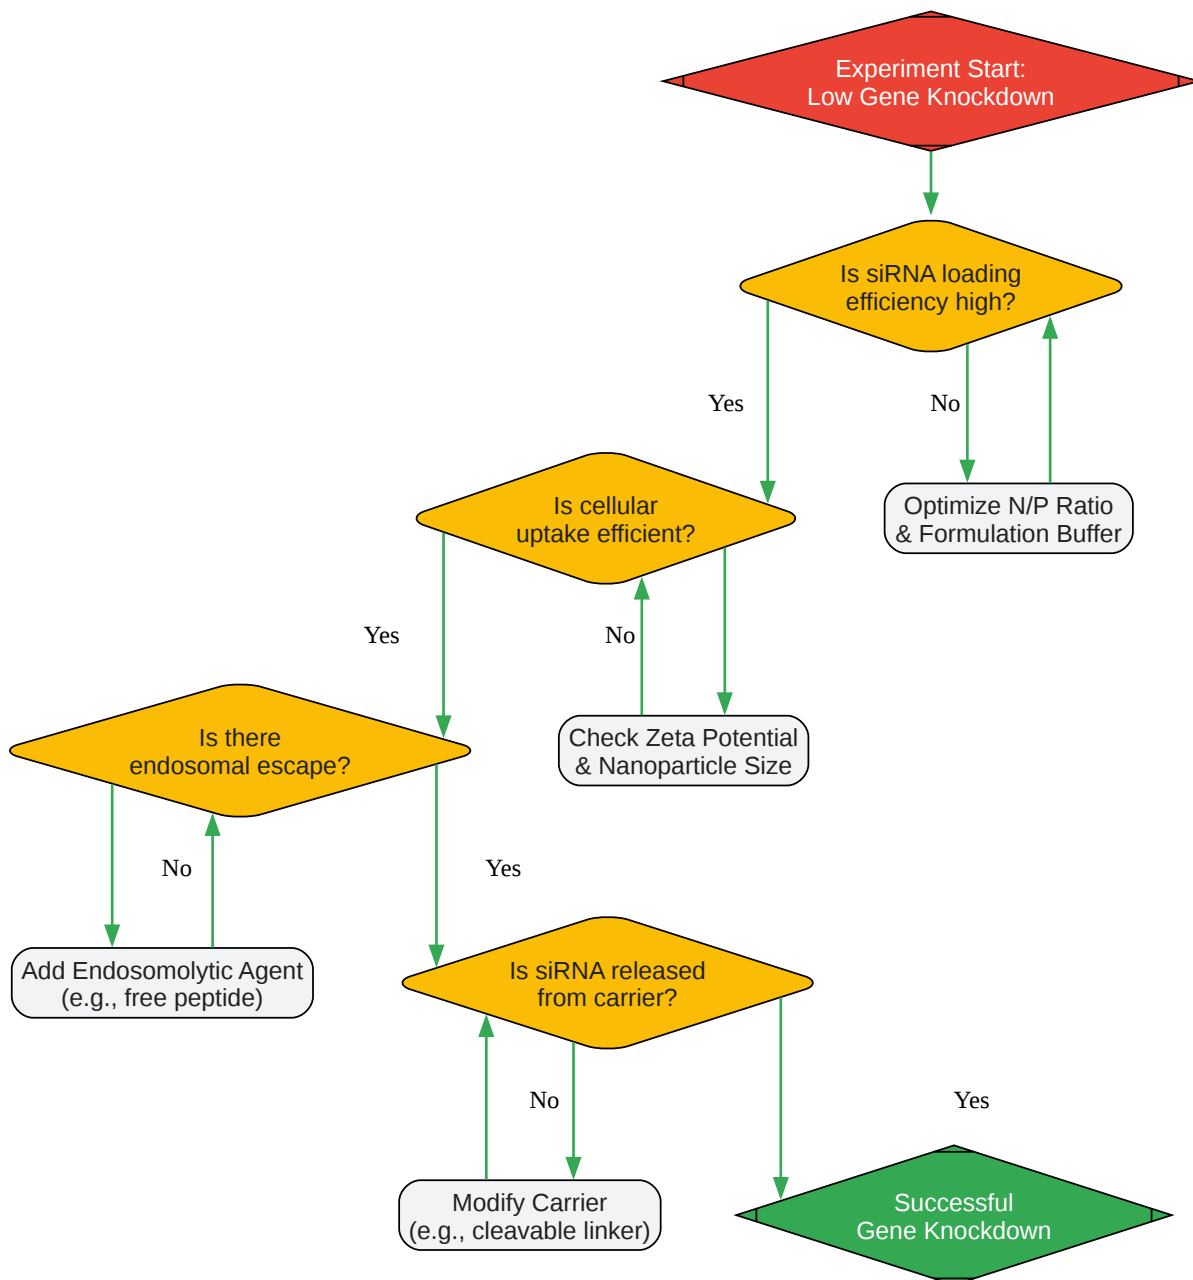 Experiment Start:
Low Gene Knockdown
Is siRNA loading
efficiency high?
Yes
No
Is cellular
uptake efficient?
Optimize N/P Ratio
& Formulation Buffer
Yes
No
Is there
endosomal escape?
Check Zeta Potential
& Nanoparticle Size
No
Yes
Add Endosomolytic Agent
(e.g., free peptide)
Is siRNA released
from carrier?
No
Yes
Modify Carrier
(e.g., cleavable linker)
Successful
Gene Knockdown